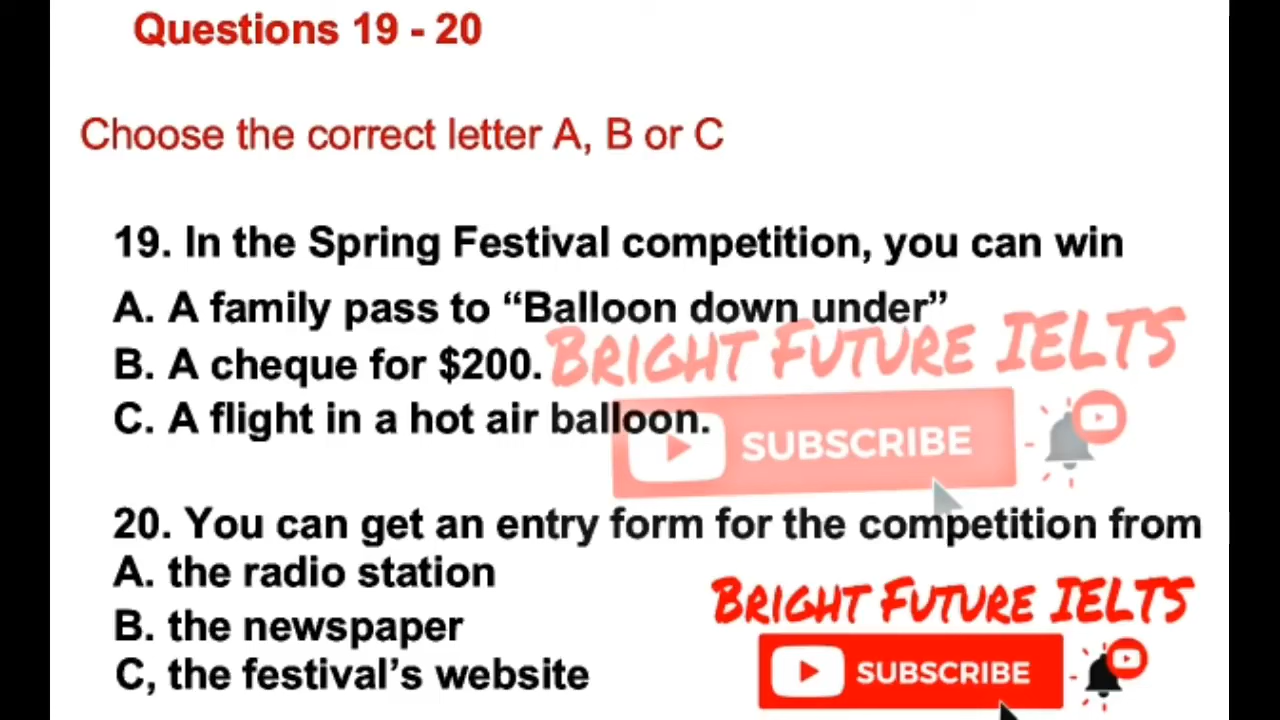 Questions 19 - 20
Choose the correct letter A, B or C
19. In the Spring Festival competition, you can win
A. A family pass to “Balloon down under”
B. A cheque for $200.
C. A flight in a hot air balloon.
BRIGHT FUTURE IELTS
SUBSCRIBE
20. You can get an entry form for the competition from
A. the radio station
B. the newspaper
C, the festival’s website
BRIGHT FUTURE IELTS
SUBSCRIBE